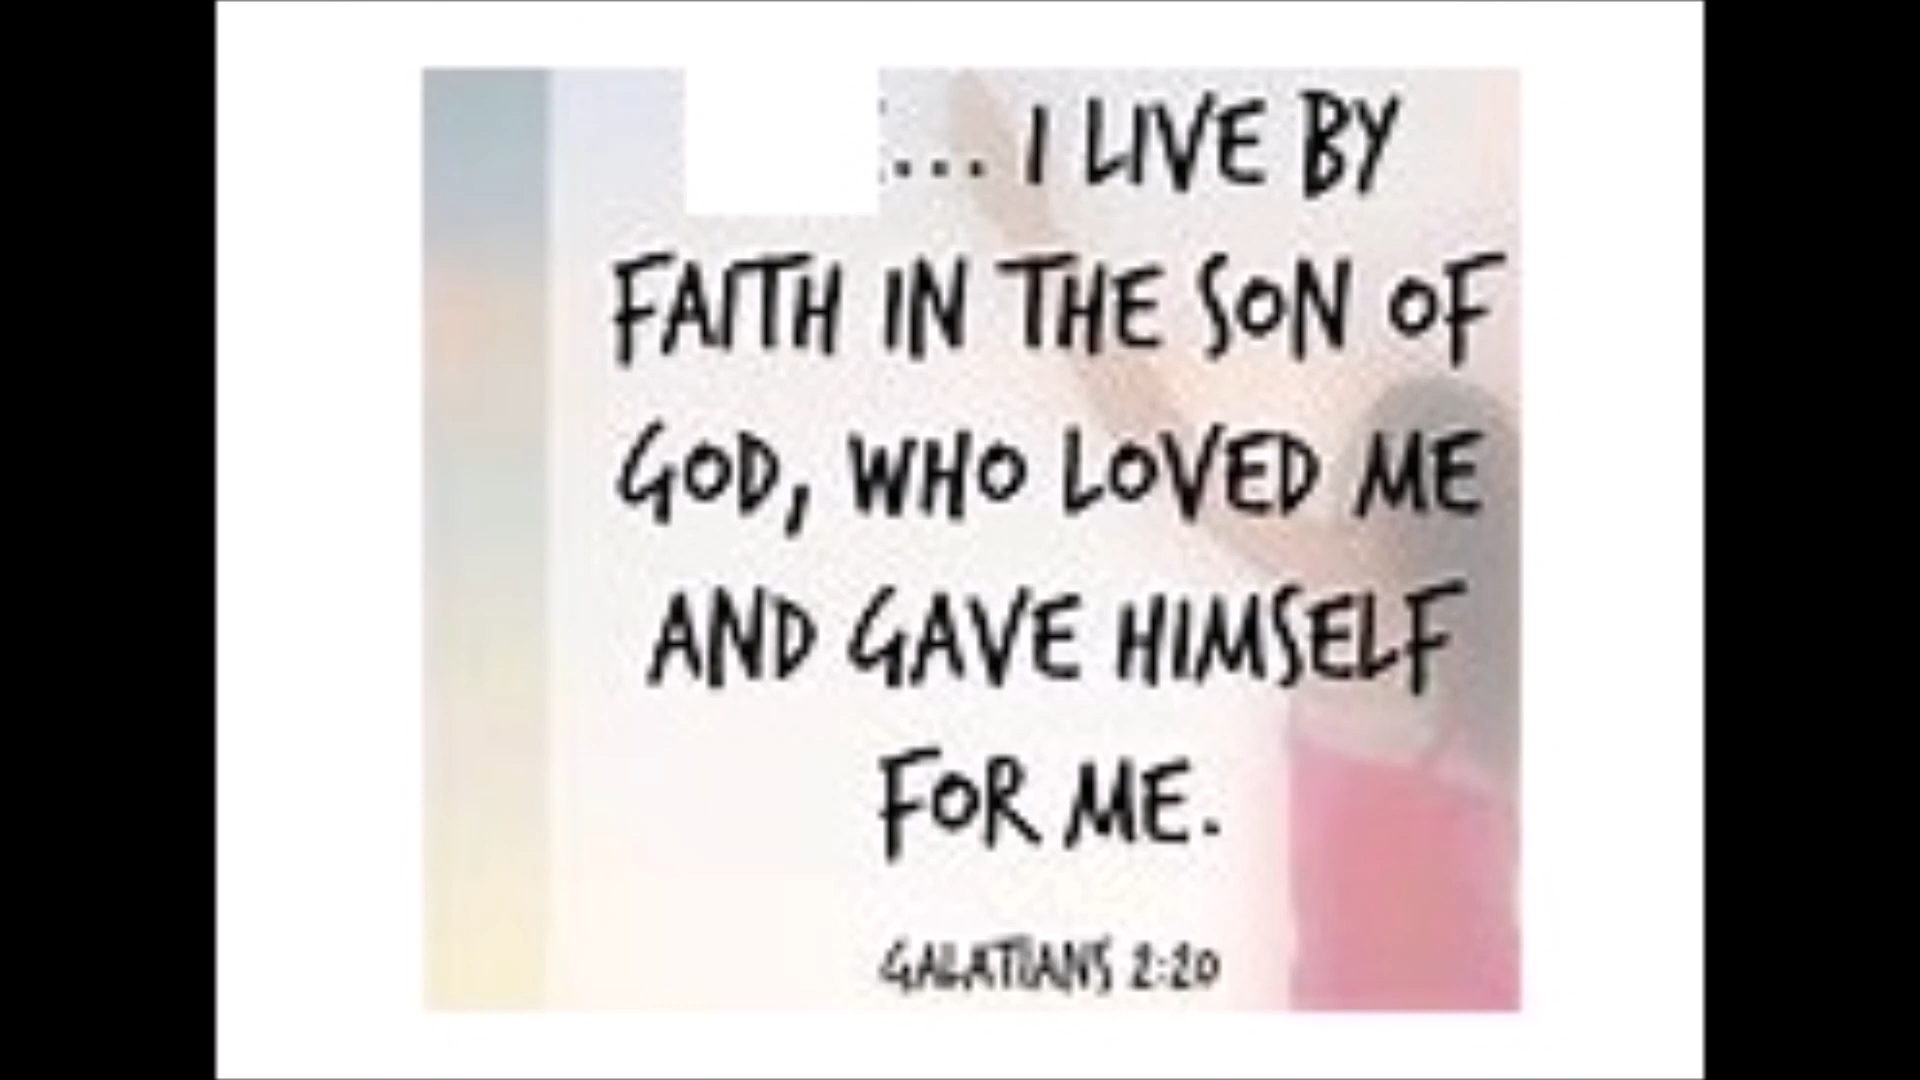 ... I LIVE BY
FAITH IN THE SON OF
GOD, WHO LOVED ME
AND GAVE HIMSELF
FOR ME.
GALATIANS 2:20